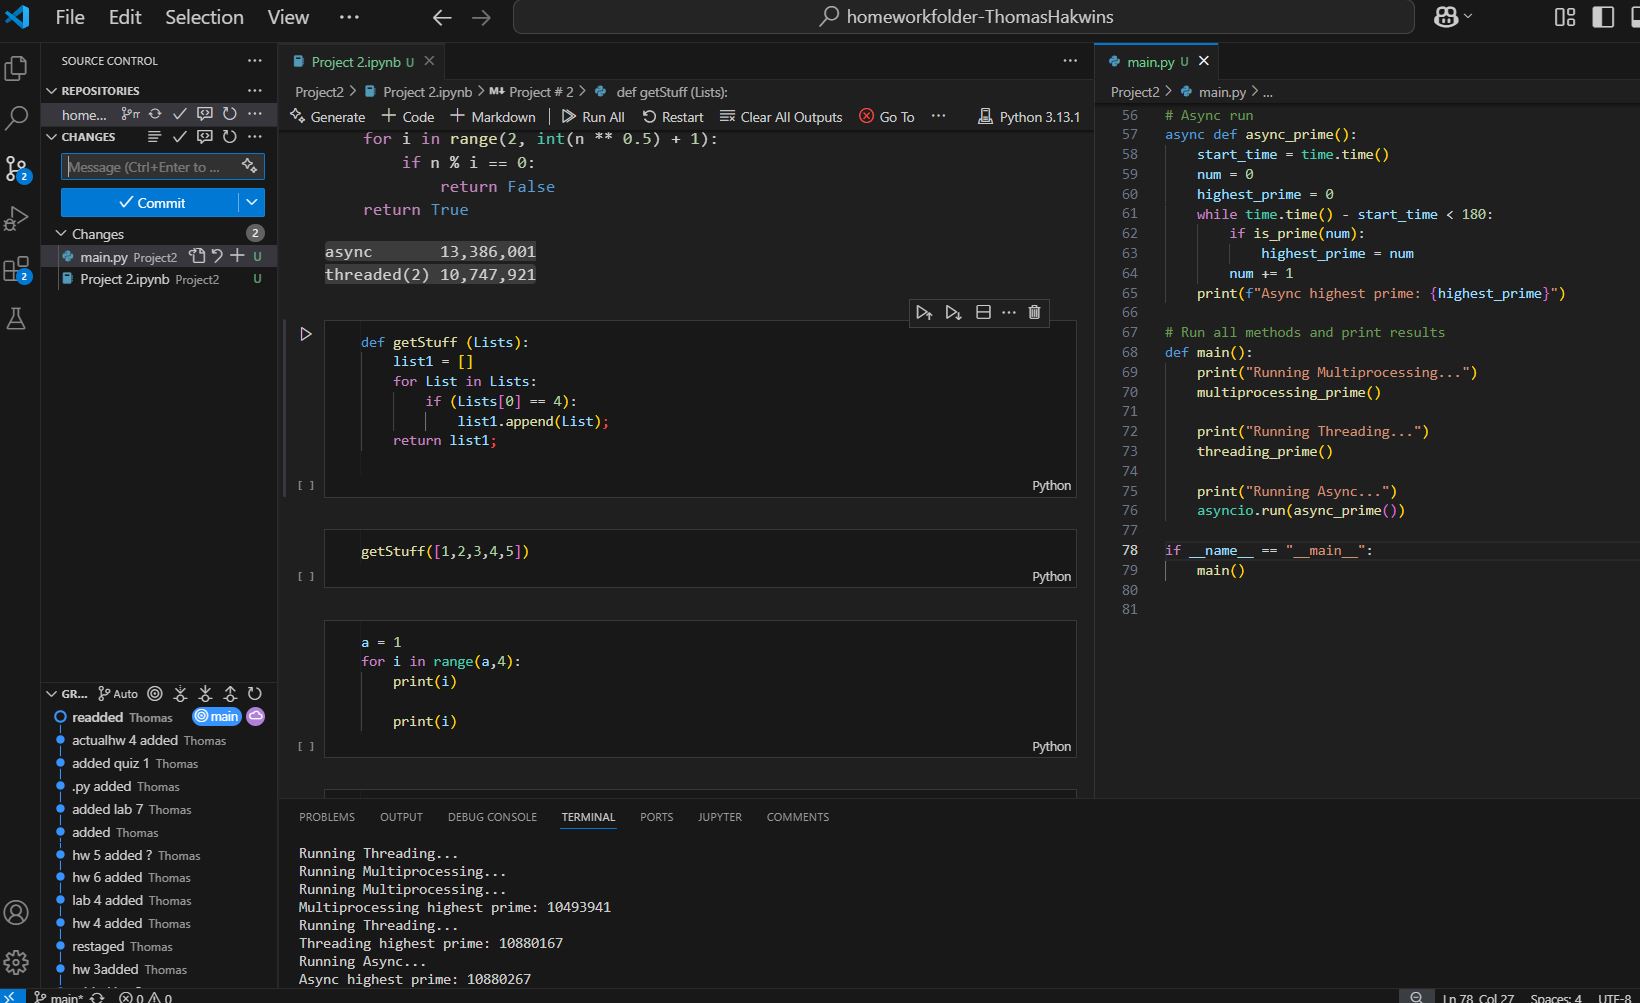 File Edit Selection View ··· homeworkfolder-ThomasHakwins
SOURCE CONTROL
REPOSITORIES
home...
CHANGES
Message (Ctrl+Enter to ...
Commit
Changes 2
main.py Project2 U
Project 2.ipynb Project2 U
GR... Auto
readded Thomas main
actualhw 4 added Thomas
added quiz 1 Thomas
.py added Thomas
added lab 7 Thomas
added Thomas
hw 5 added ? Thomas
hw 6 added Thomas
lab 4 added Thomas
hw 4 added Thomas
restaged Thomas
hw 3added Thomas
2
2
Project 2.ipynb U
Project2 > Project 2.ipynb > M↓ Project # 2 > def getStuff (Lists):
Generate + Code + Markdown Run All Restart Clear All Outputs Go To ··· Python 3.13.1
for i in range(2, int(n ** 0.5) + 1):
if n % i == 0:
return False
return True
async 13,386,001
threaded(2) 10,747,921
def getStuff (Lists):
list1 = []
for List in Lists:
if (Lists[0] == 4):
list1.append(List);
return list1;
[ ] Python
getStuff([1,2,3,4,5])
[ ] Python
a = 1
for i in range(a,4):
print(i)
print(i)
[ ] Python
main.py U
Project2 > main.py > ...
56 # Async run
57 async def async_prime():
58 start_time = time.time()
59 num = 0
60 highest_prime = 0
61 while time.time() - start_time < 180:
62 if is_prime(num):
63 highest_prime = num
64 num += 1
65 print(f"Async highest prime: {highest_prime}")
66
67 # Run all methods and print results
68 def main():
69 print("Running Multiprocessing...")
70 multiprocessing_prime()
71
72 print("Running Threading...")
73 threading_prime()
74
75 print("Running Async...")
76 asyncio.run(async_prime())
77
78 if __name__ == "__main__":
79 main()
80
81
PROBLEMS OUTPUT DEBUG CONSOLE TERMINAL PORTS JUPYTER COMMENTS
Running Threading...
Running Multiprocessing...
Running Multiprocessing...
Multiprocessing highest prime: 10493941
Running Threading...
Threading highest prime: 10880167
Running Async...
Async highest prime: 10880267
main* 0 0 Ln 78, Col 27 Spaces: 4 UTF-8